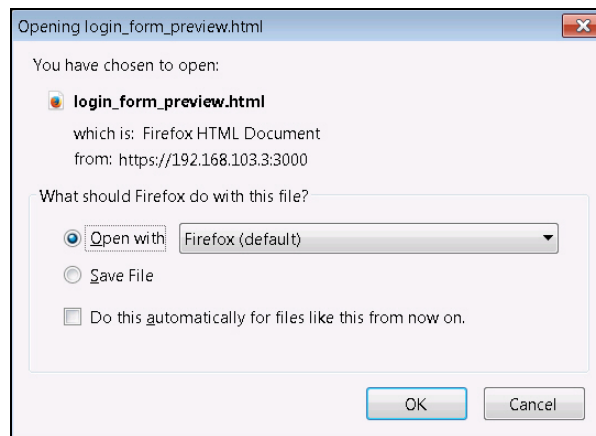 Opening login_form_preview.html
You have chosen to open:
login_form_preview.html
which is: Firefox HTML Document
from: https://192.168.103.3:3000
What should Firefox do with this file?
Open with Firefox (default)
Save File
Do this automatically for files like this from now on.
OK Cancel